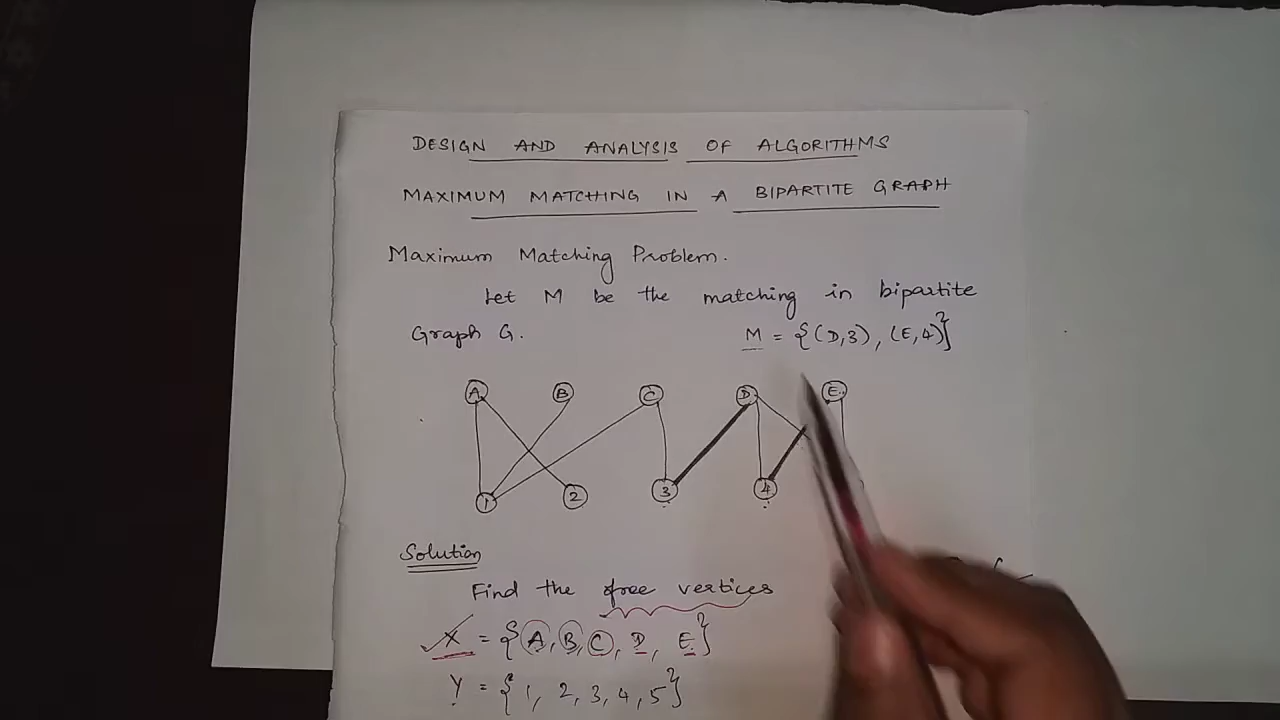 DESIGN AND ANALYSIS OF ALGORITHMS
MAXIMUM MATCHING IN A BIPARTITE GRAPH
Maximum Matching Problem.
Let M be the matching in bipartite
Graph G. M = {(D,3), (E,4)}
A B C D E
1 2 3 4
Solution
Find the free vertices
X = {A, B, C, D, E}
Y = {1, 2, 3, 4, 5}